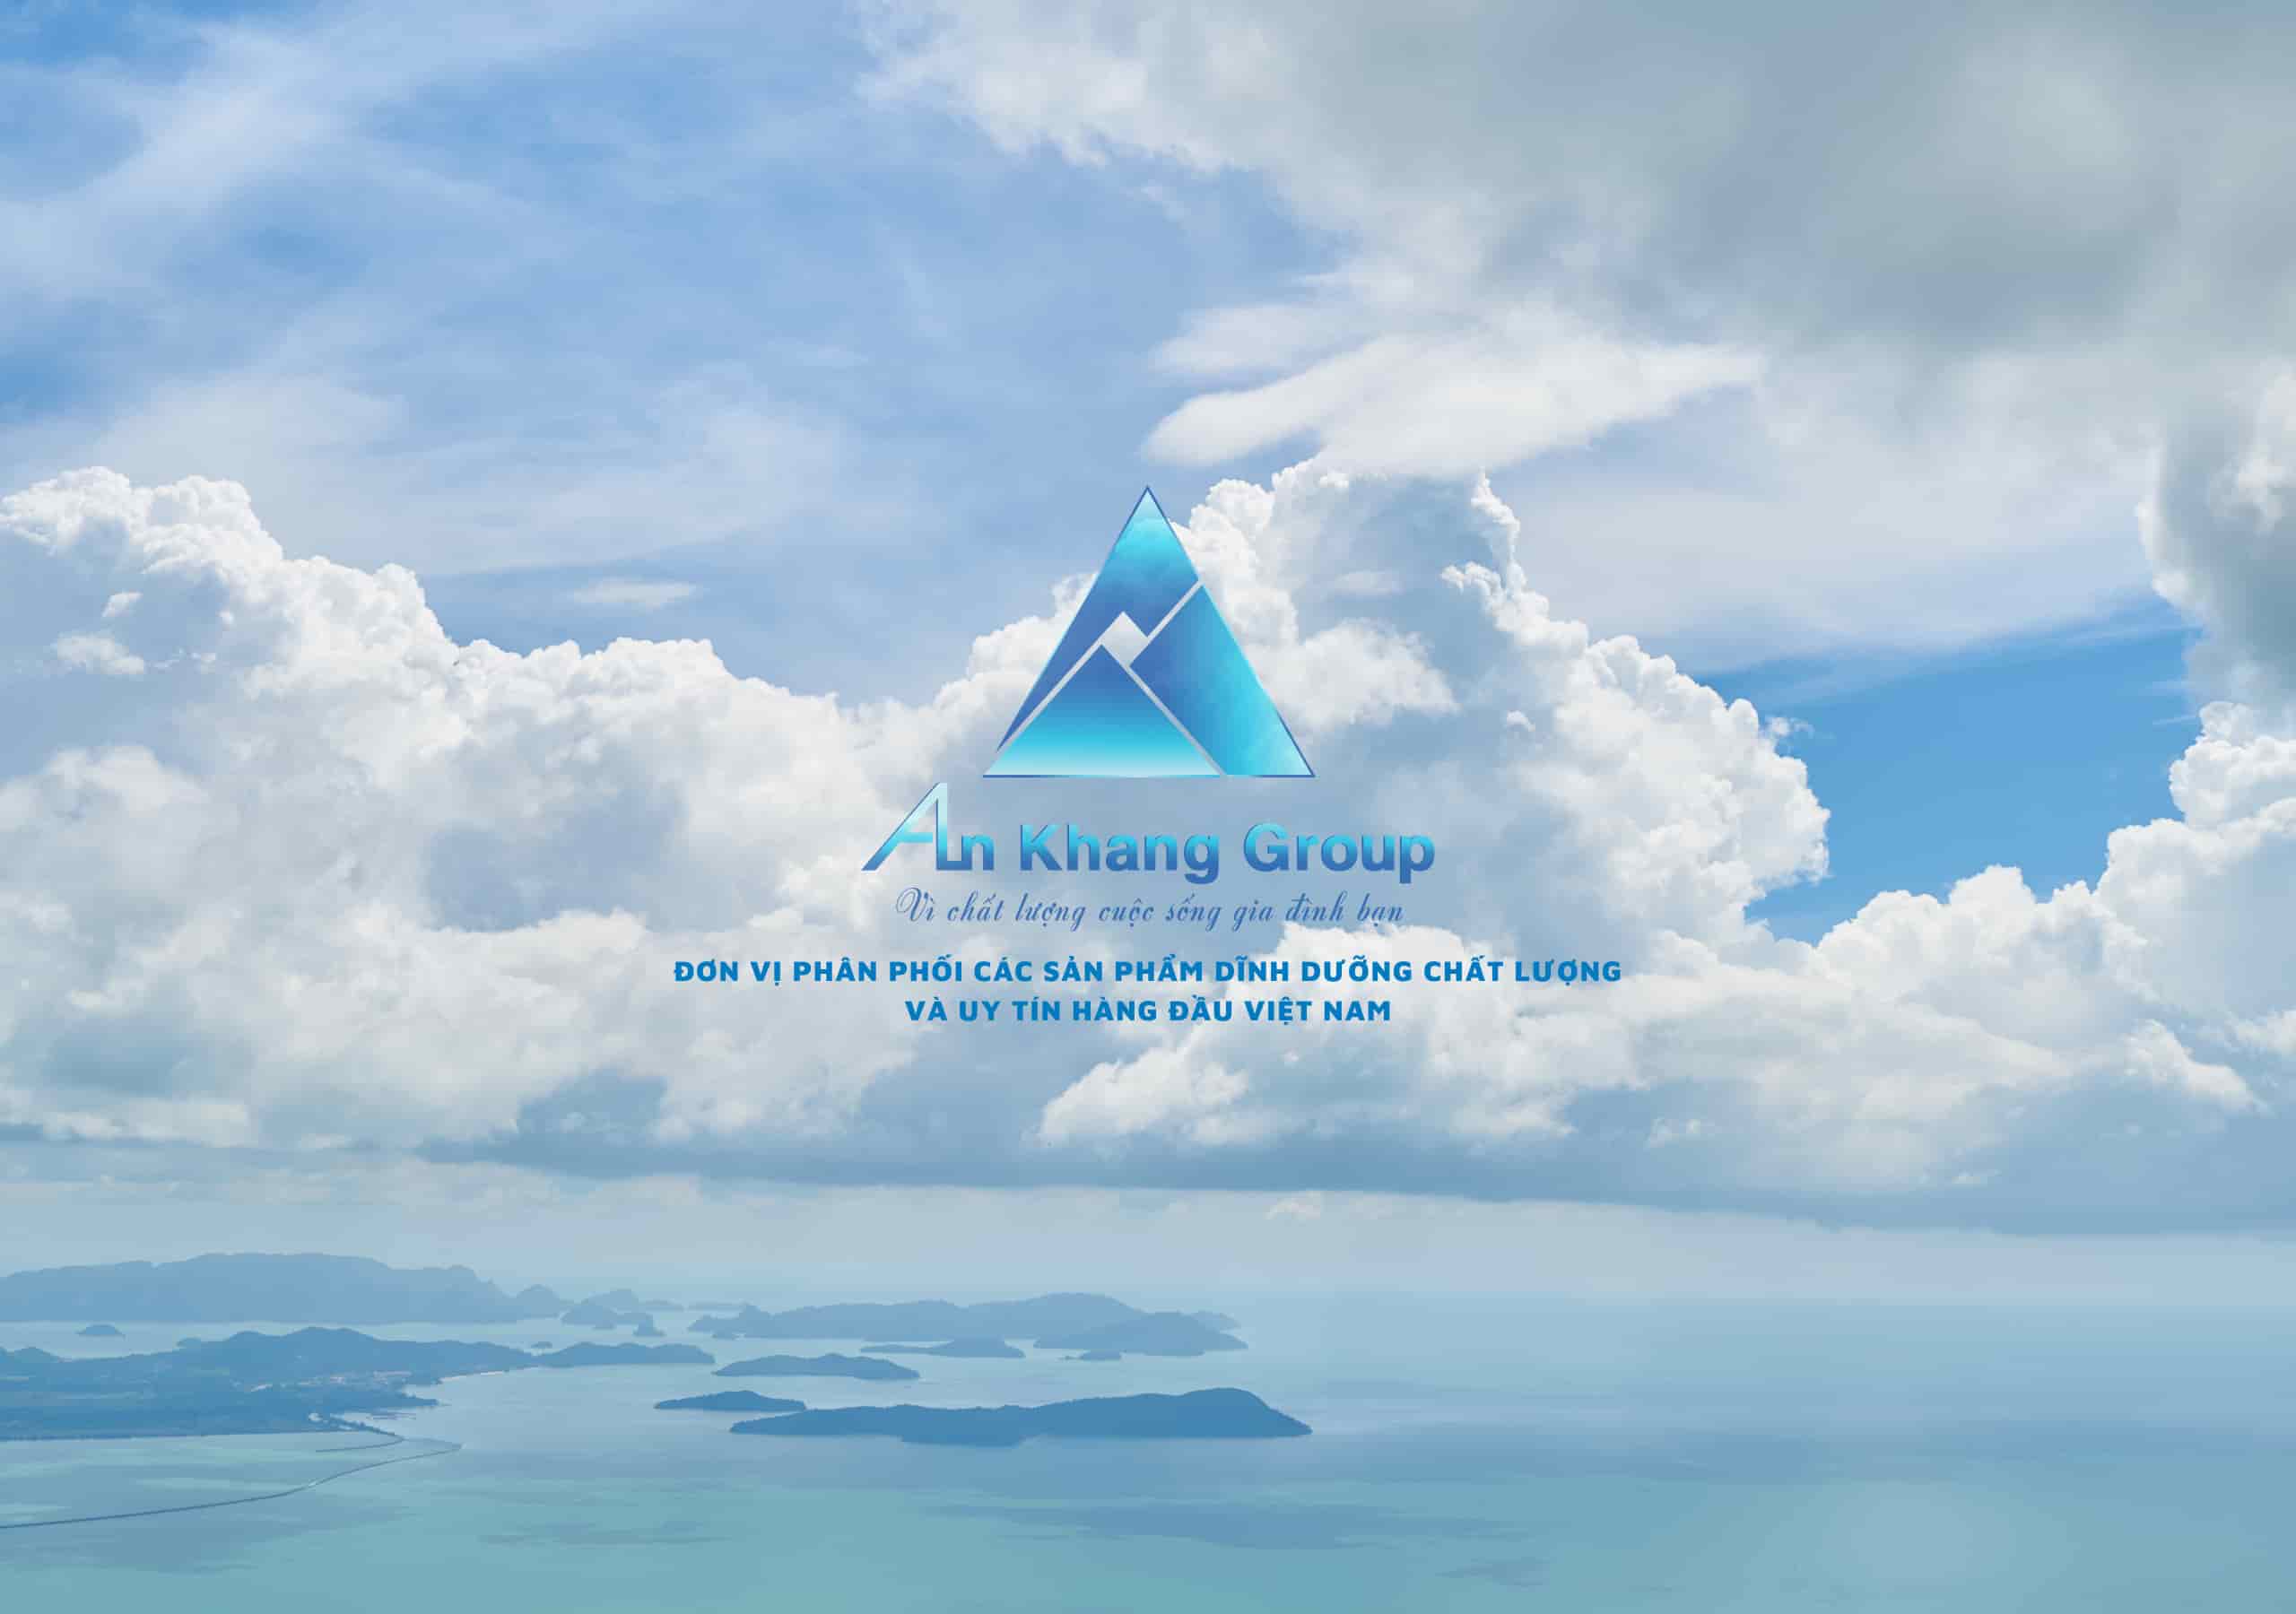 An Khang Group
Vì chất lượng cuộc sống gia đình bạn
ĐƠN VỊ PHÂN PHỐI CÁC SẢN PHẨM DĨNH DƯỠNG CHẤT LƯỢNG
VÀ UY TÍN HÀNG ĐẦU VIỆT NAM